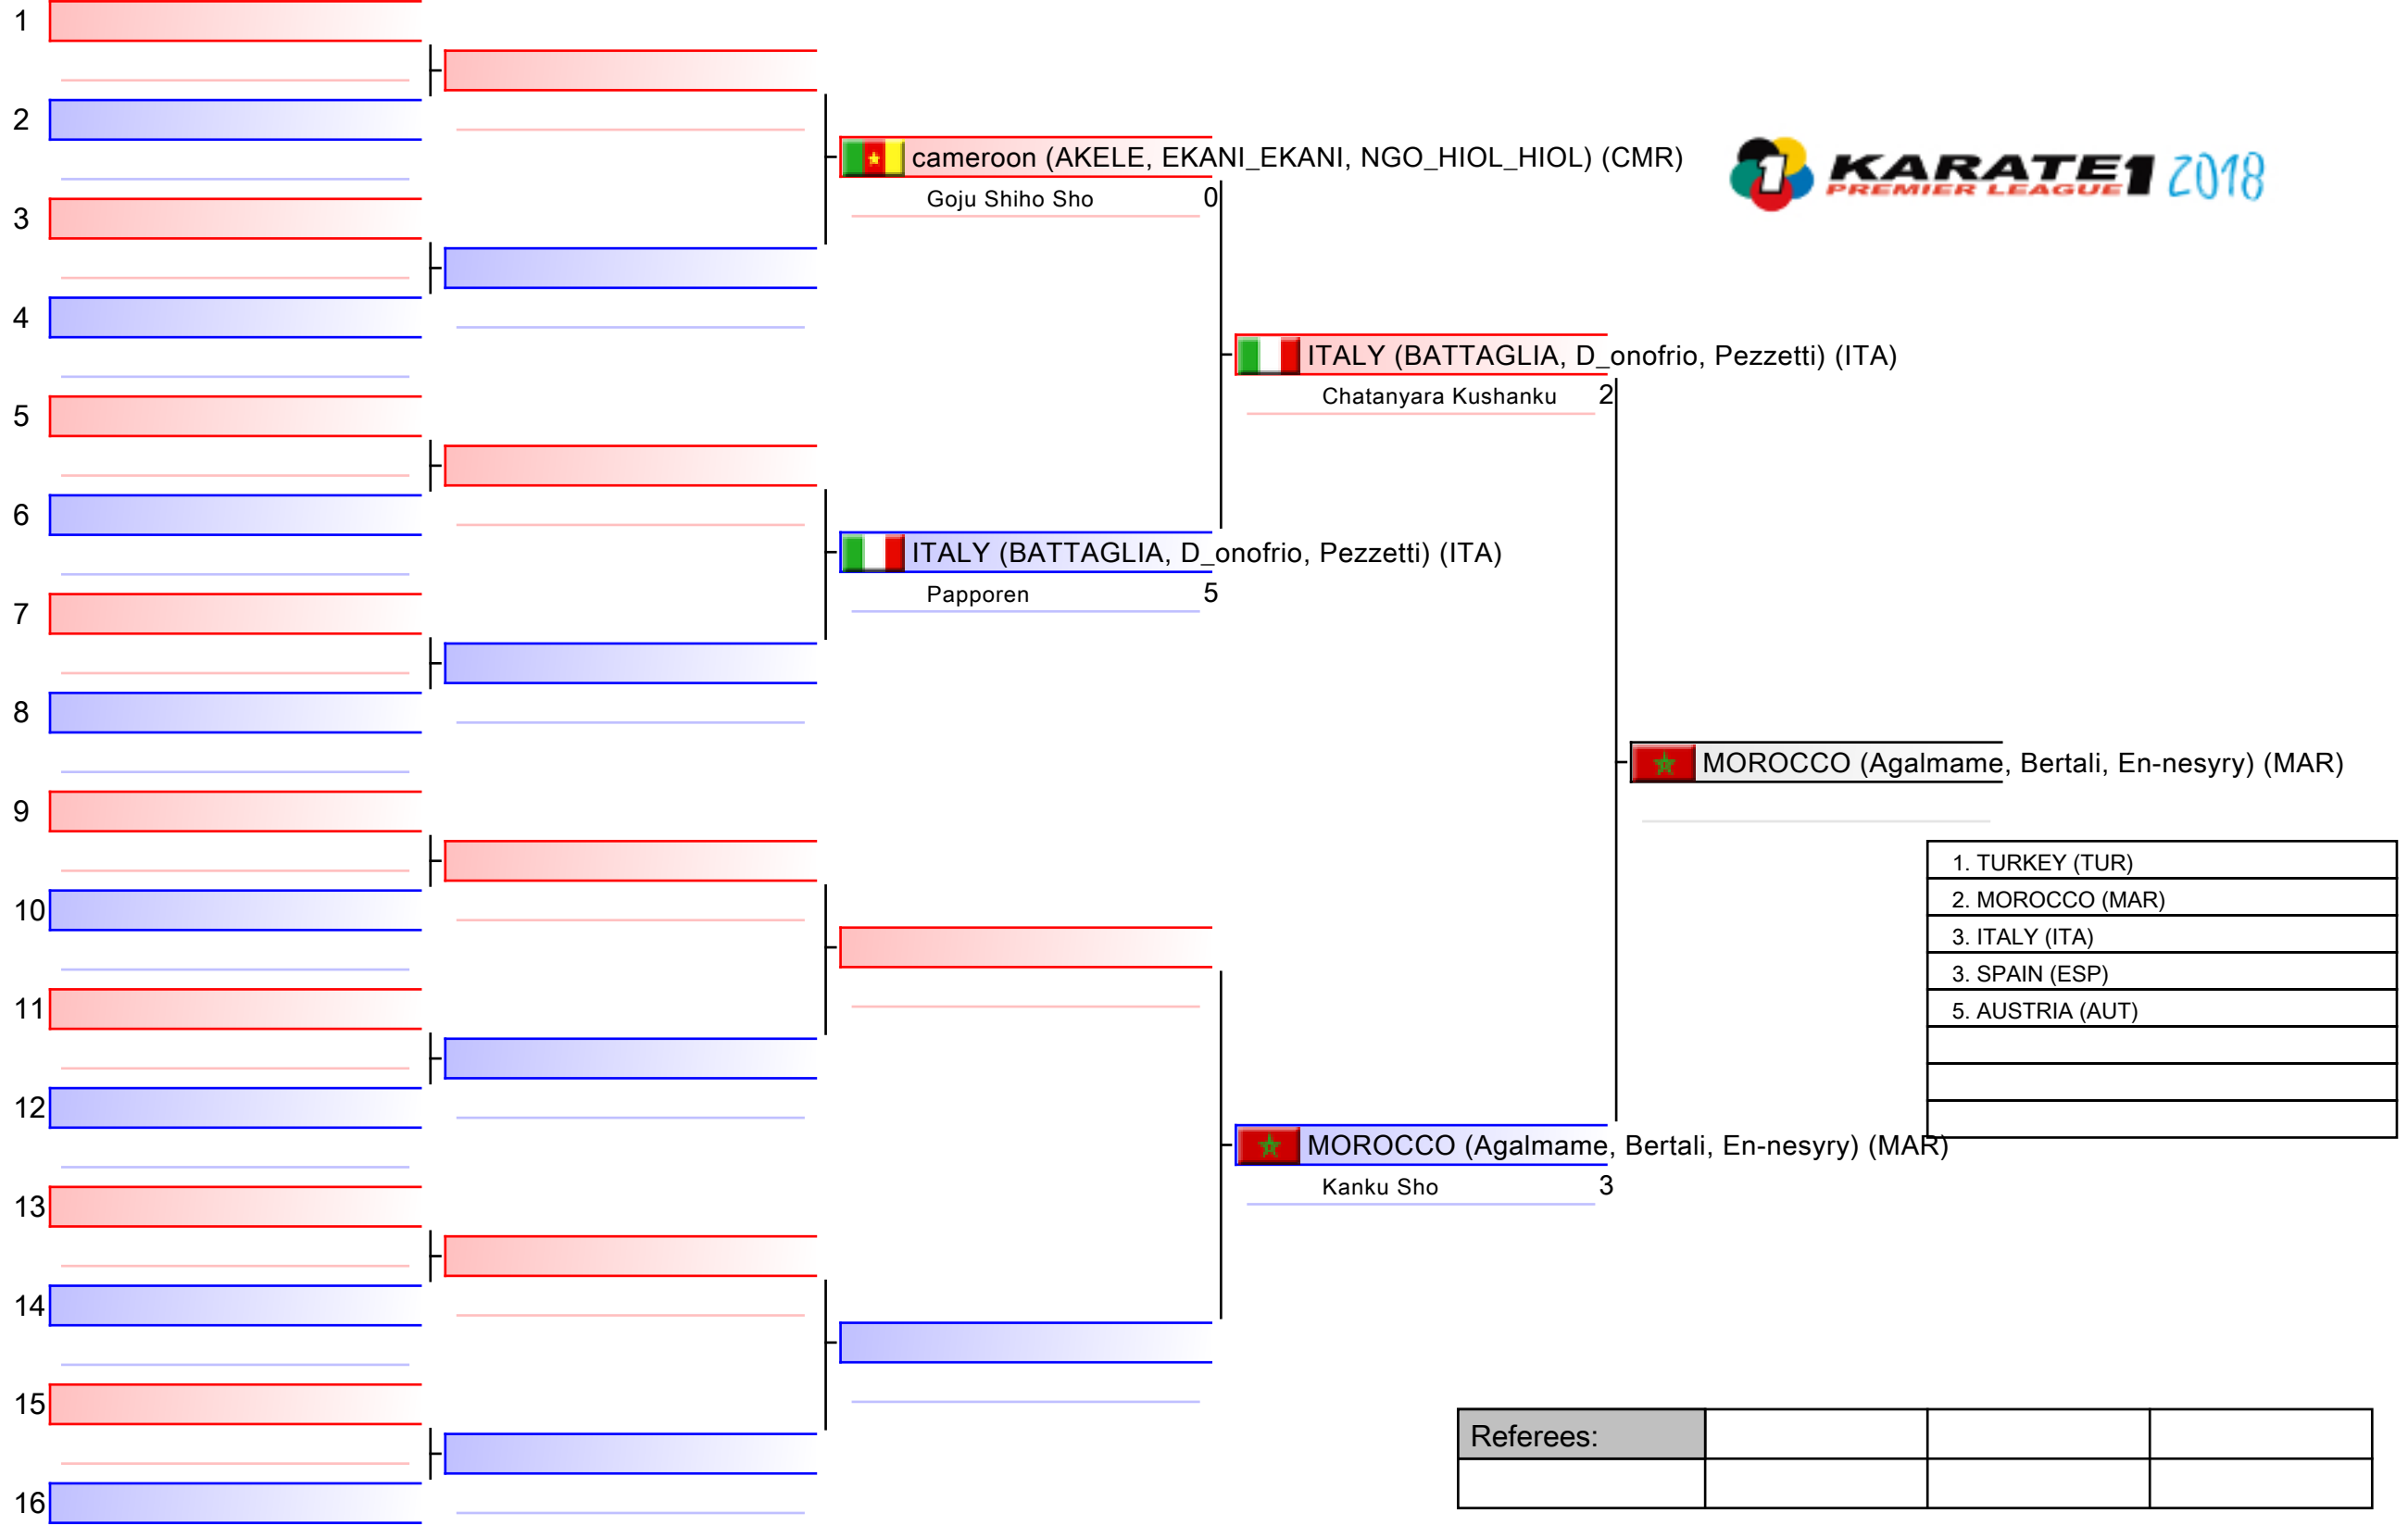 1
2
3
4
5
6
7
8
9
10
11
12
13
14
15
16
cameroon (AKELE, EKANI_EKANI, NGO_HIOL_HIOL) (CMR)
Goju Shiho Sho 0
ITALY (BATTAGLIA, D_onofrio, Pezzetti) (ITA)
Papporen 5
ITALY (BATTAGLIA, D_onofrio, Pezzetti) (ITA)
Chatanyara Kushanku 2
MOROCCO (Agalmame, Bertali, En-nesyry) (MAR)
Kanku Sho 3
MOROCCO (Agalmame, Bertali, En-nesyry) (MAR)
1 KARATE1 2018
PREMIER LEAGUE
1. TURKEY (TUR)
2. MOROCCO (MAR)
3. ITALY (ITA)
3. SPAIN (ESP)
5. AUSTRIA (AUT)
Referees: